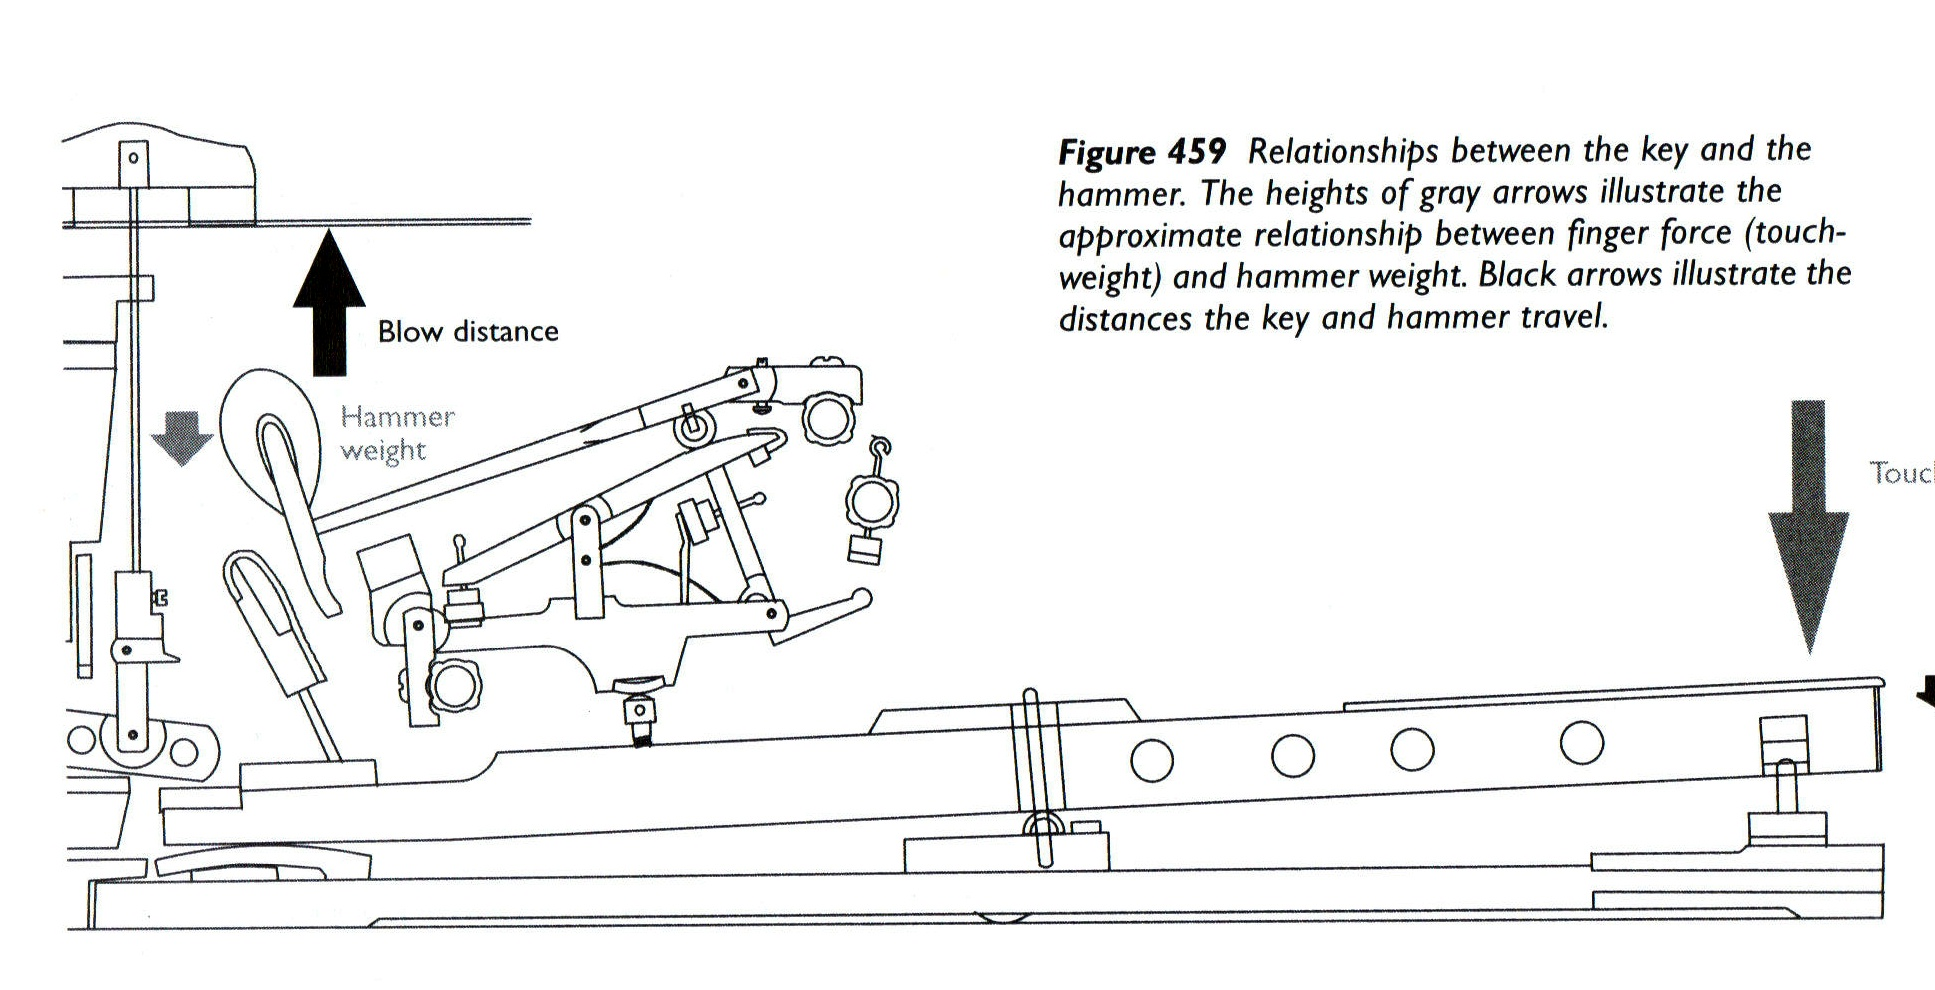 Figure 459 Relationships between the key and the
hammer. The heights of gray arrows illustrate the
approximate relationship between finger force (touch-
weight) and hammer weight. Black arrows illustrate the
distances the key and hammer travel.
Blow distance
Hammer
weight